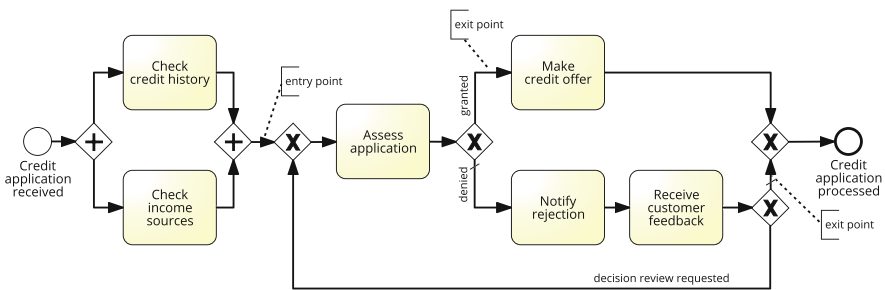 Check
credit history
exit point
Make
credit offer
entry point
granted
Assess
application
Credit
application
received
Credit
application
processed
denied
Check
income
sources
Notify
rejection
Receive
customer
feedback
exit point
decision review requested